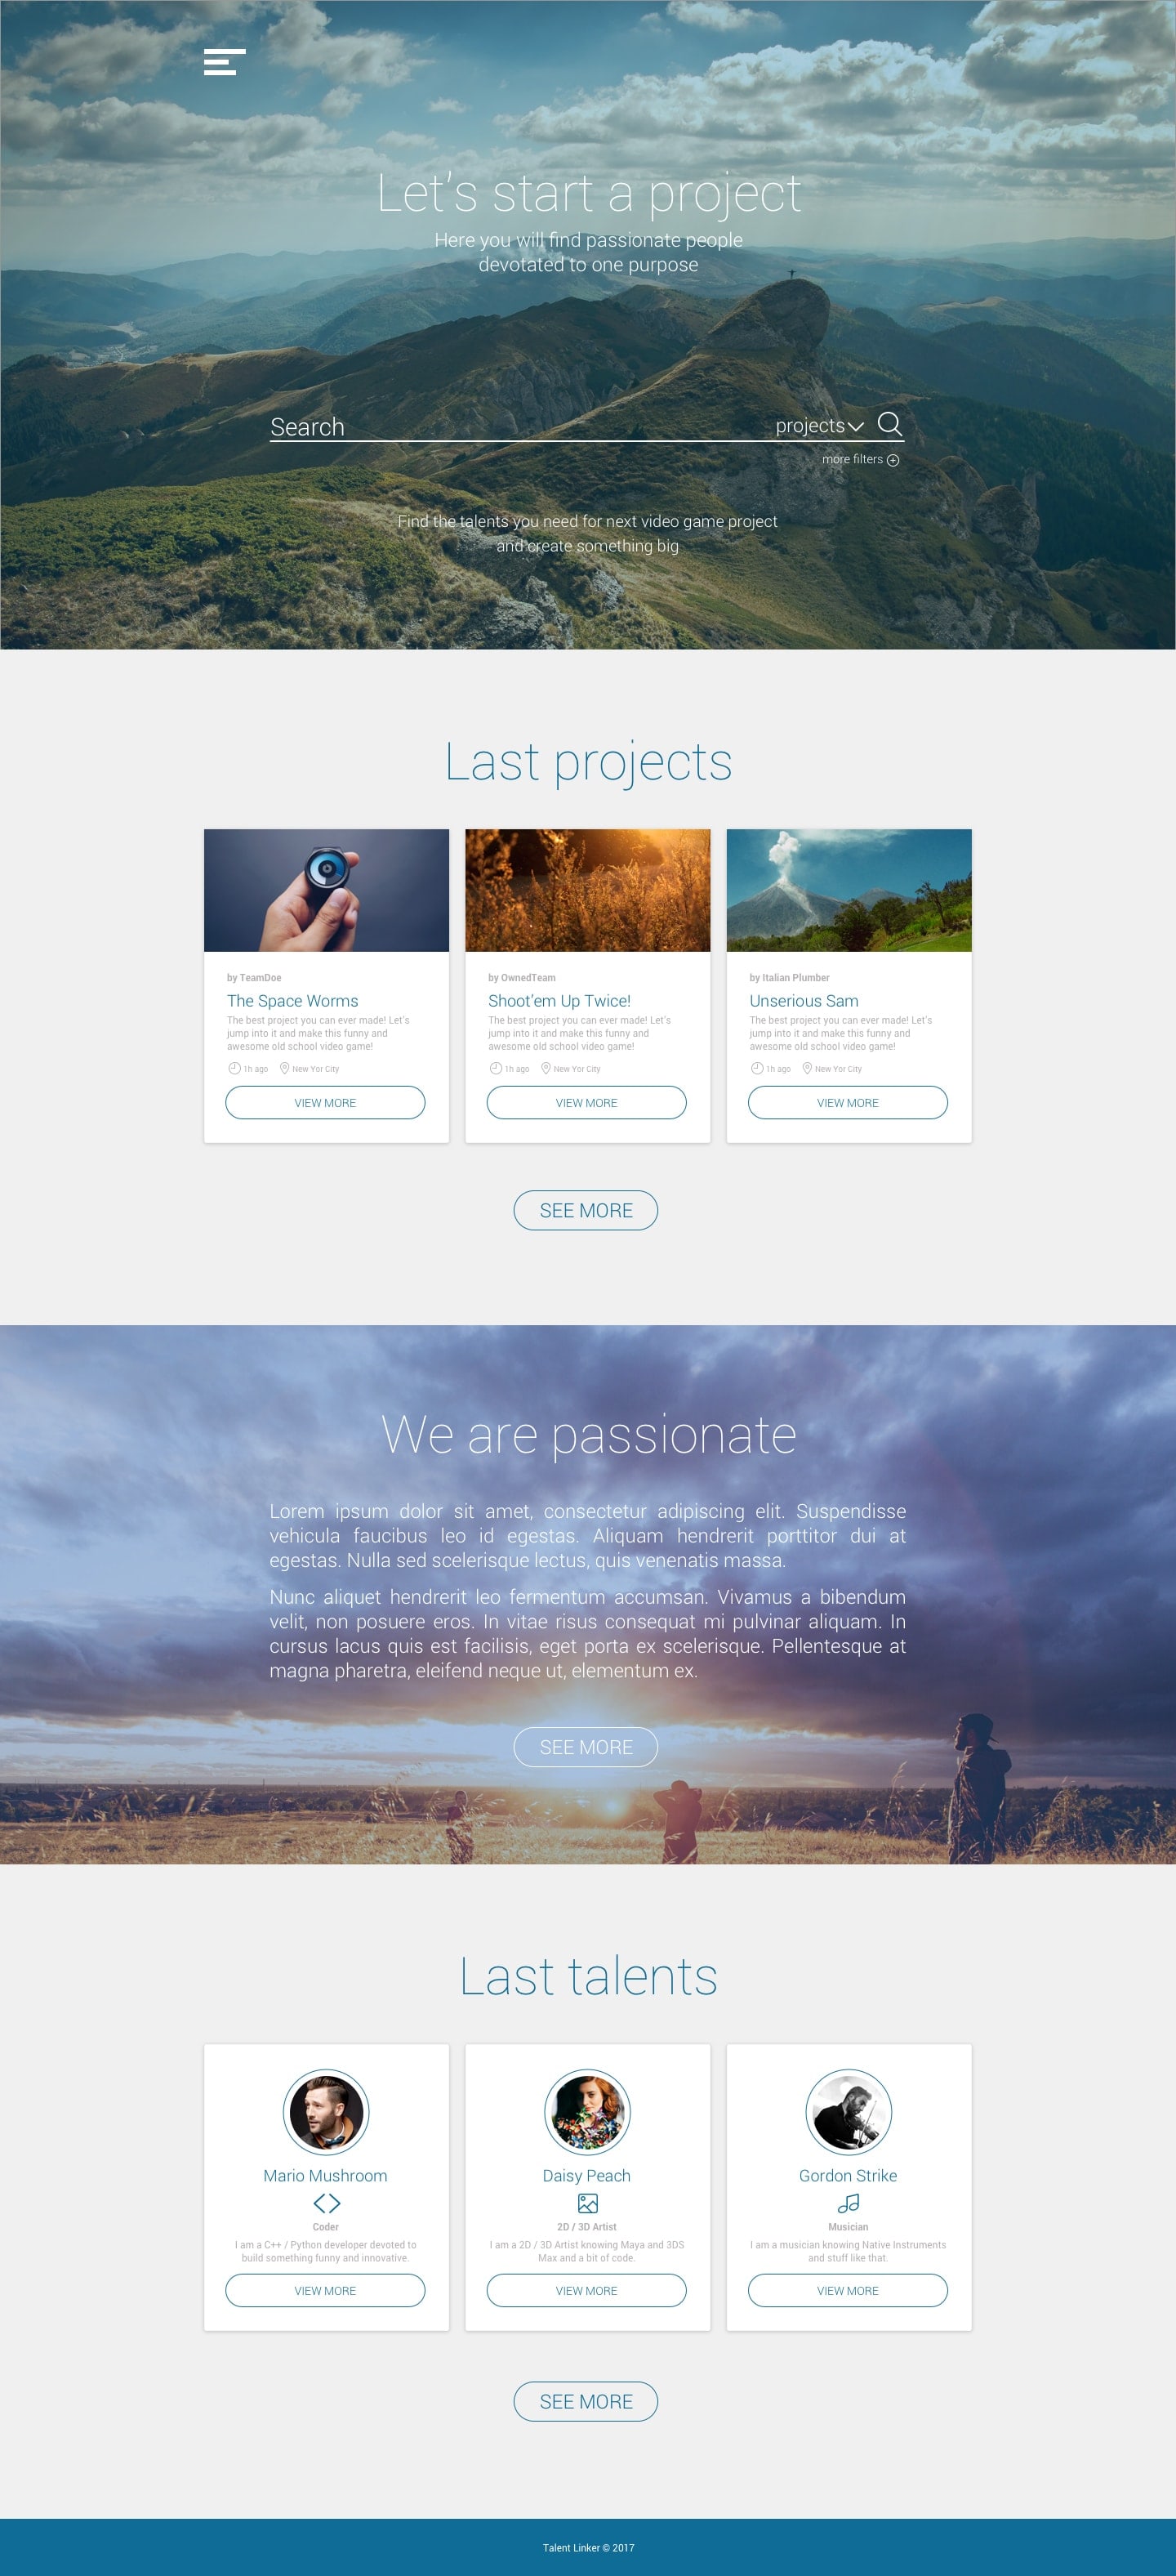 Let's start a project
Here you will find passionate people
devotated to one purpose
Search
projects
more filters
Find the talents you need for next video game project
and create something big
Last projects
by TeamDoe
The Space Worms
The best project you can ever made! Let's
jump into it and make this funny and
awesome old school video game!
1h ago
New Yor City
VIEW MORE
by OwnedTeam
Shoot'em Up Twice!
The best project you can ever made! Let's
jump into it and make this funny and
awesome old school video game!
1h ago
New Yor City
VIEW MORE
by Italian Plumber
Unserious Sam
The best project you can ever made! Let's
jump into it and make this funny and
awesome old school video game!
1h ago
New Yor City
VIEW MORE
SEE MORE
We are passionate
Lorem ipsum dolor sit amet, consectetur adipiscing elit. Suspendisse
vehicula faucibus leo id egestas. Aliquam hendrerit porttitor dui at
egestas. Nulla sed scelerisque lectus, quis venenatis massa.
Nunc aliquet hendrerit leo fermentum accumsan. Vivamus a bibendum
velit, non posuere eros. In vitae risus consequat mi pulvinar aliquam. In
cursus lacus quis est facilisis, eget porta ex scelerisque. Pellentesque at
magna pharetra, eleifend neque ut, elementum ex.
SEE MORE
Last talents
Mario Mushroom
Coder
I am a C++ / Python developer devoted to
build something funny and innovative.
VIEW MORE
Daisy Peach
2D / 3D Artist
I am a 2D / 3D Artist knowing Maya and 3DS
Max and a bit of code.
VIEW MORE
Gordon Strike
Musician
I am a musician knowing Native Instruments
and stuff like that.
VIEW MORE
SEE MORE
Talent Linker © 2017